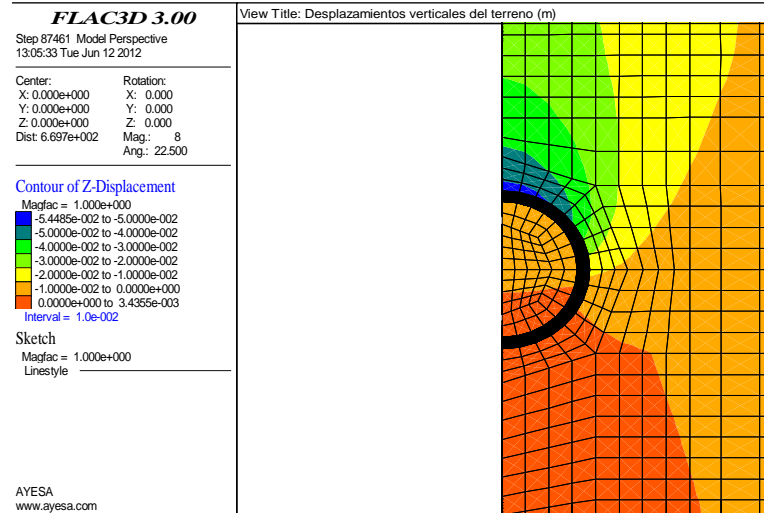 FLAC3D 3.00
Step 87461 Model Perspective
13:05:33 Tue Jun 12 2012
Center:
X: 0.000e+000
Y: 0.000e+000
Z: 0.000e+000
Dist: 6.697e+002
Rotation:
X: 0.000
Y: 0.000
Z: 0.000
Mag.: 8
Ang.: 22.500
Contour of Z-Displacement
Magfac = 1.000e+000
-5.4485e-002 to -5.0000e-002
-5.0000e-002 to -4.0000e-002
-4.0000e-002 to -3.0000e-002
-3.0000e-002 to -2.0000e-002
-2.0000e-002 to -1.0000e-002
-1.0000e-002 to 0.0000e+000
0.0000e+000 to 3.4355e-003
Interval = 1.0e-002
Sketch
Magfac = 1.000e+000
Linestyle
AYESA
www.ayesa.com
View Title: Desplazamientos verticales del terreno (m)